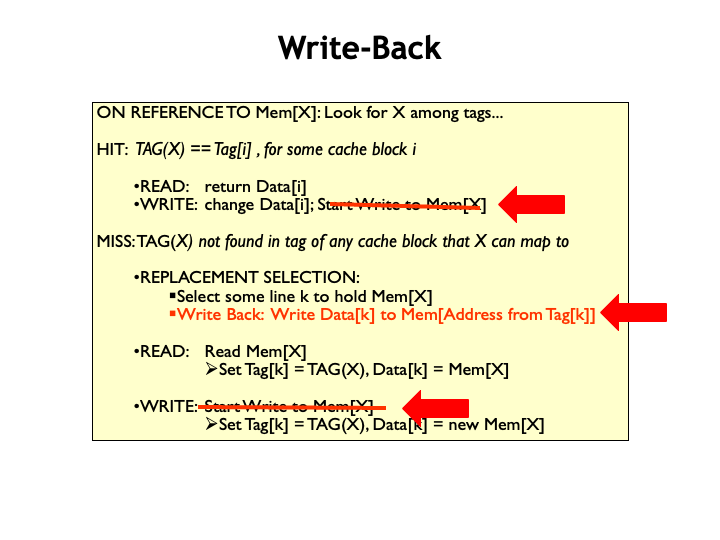 Write-Back
ON REFERENCE TO Mem[X]: Look for X among tags...
HIT: TAG(X) == Tag[i] , for some cache block i
•READ: return Data[i]
•WRITE: change Data[i]; Start Write to Mem[X]
MISS: TAG(X) not found in tag of any cache block that X can map to
•REPLACEMENT SELECTION:
▪Select some line k to hold Mem[X]
▪Write Back: Write Data[k] to Mem[Address from Tag[k]]
•READ: Read Mem[X]
➢Set Tag[k] = TAG(X), Data[k] = Mem[X]
•WRITE: Start Write to Mem[X]
➢Set Tag[k] = TAG(X), Data[k] = new Mem[X]